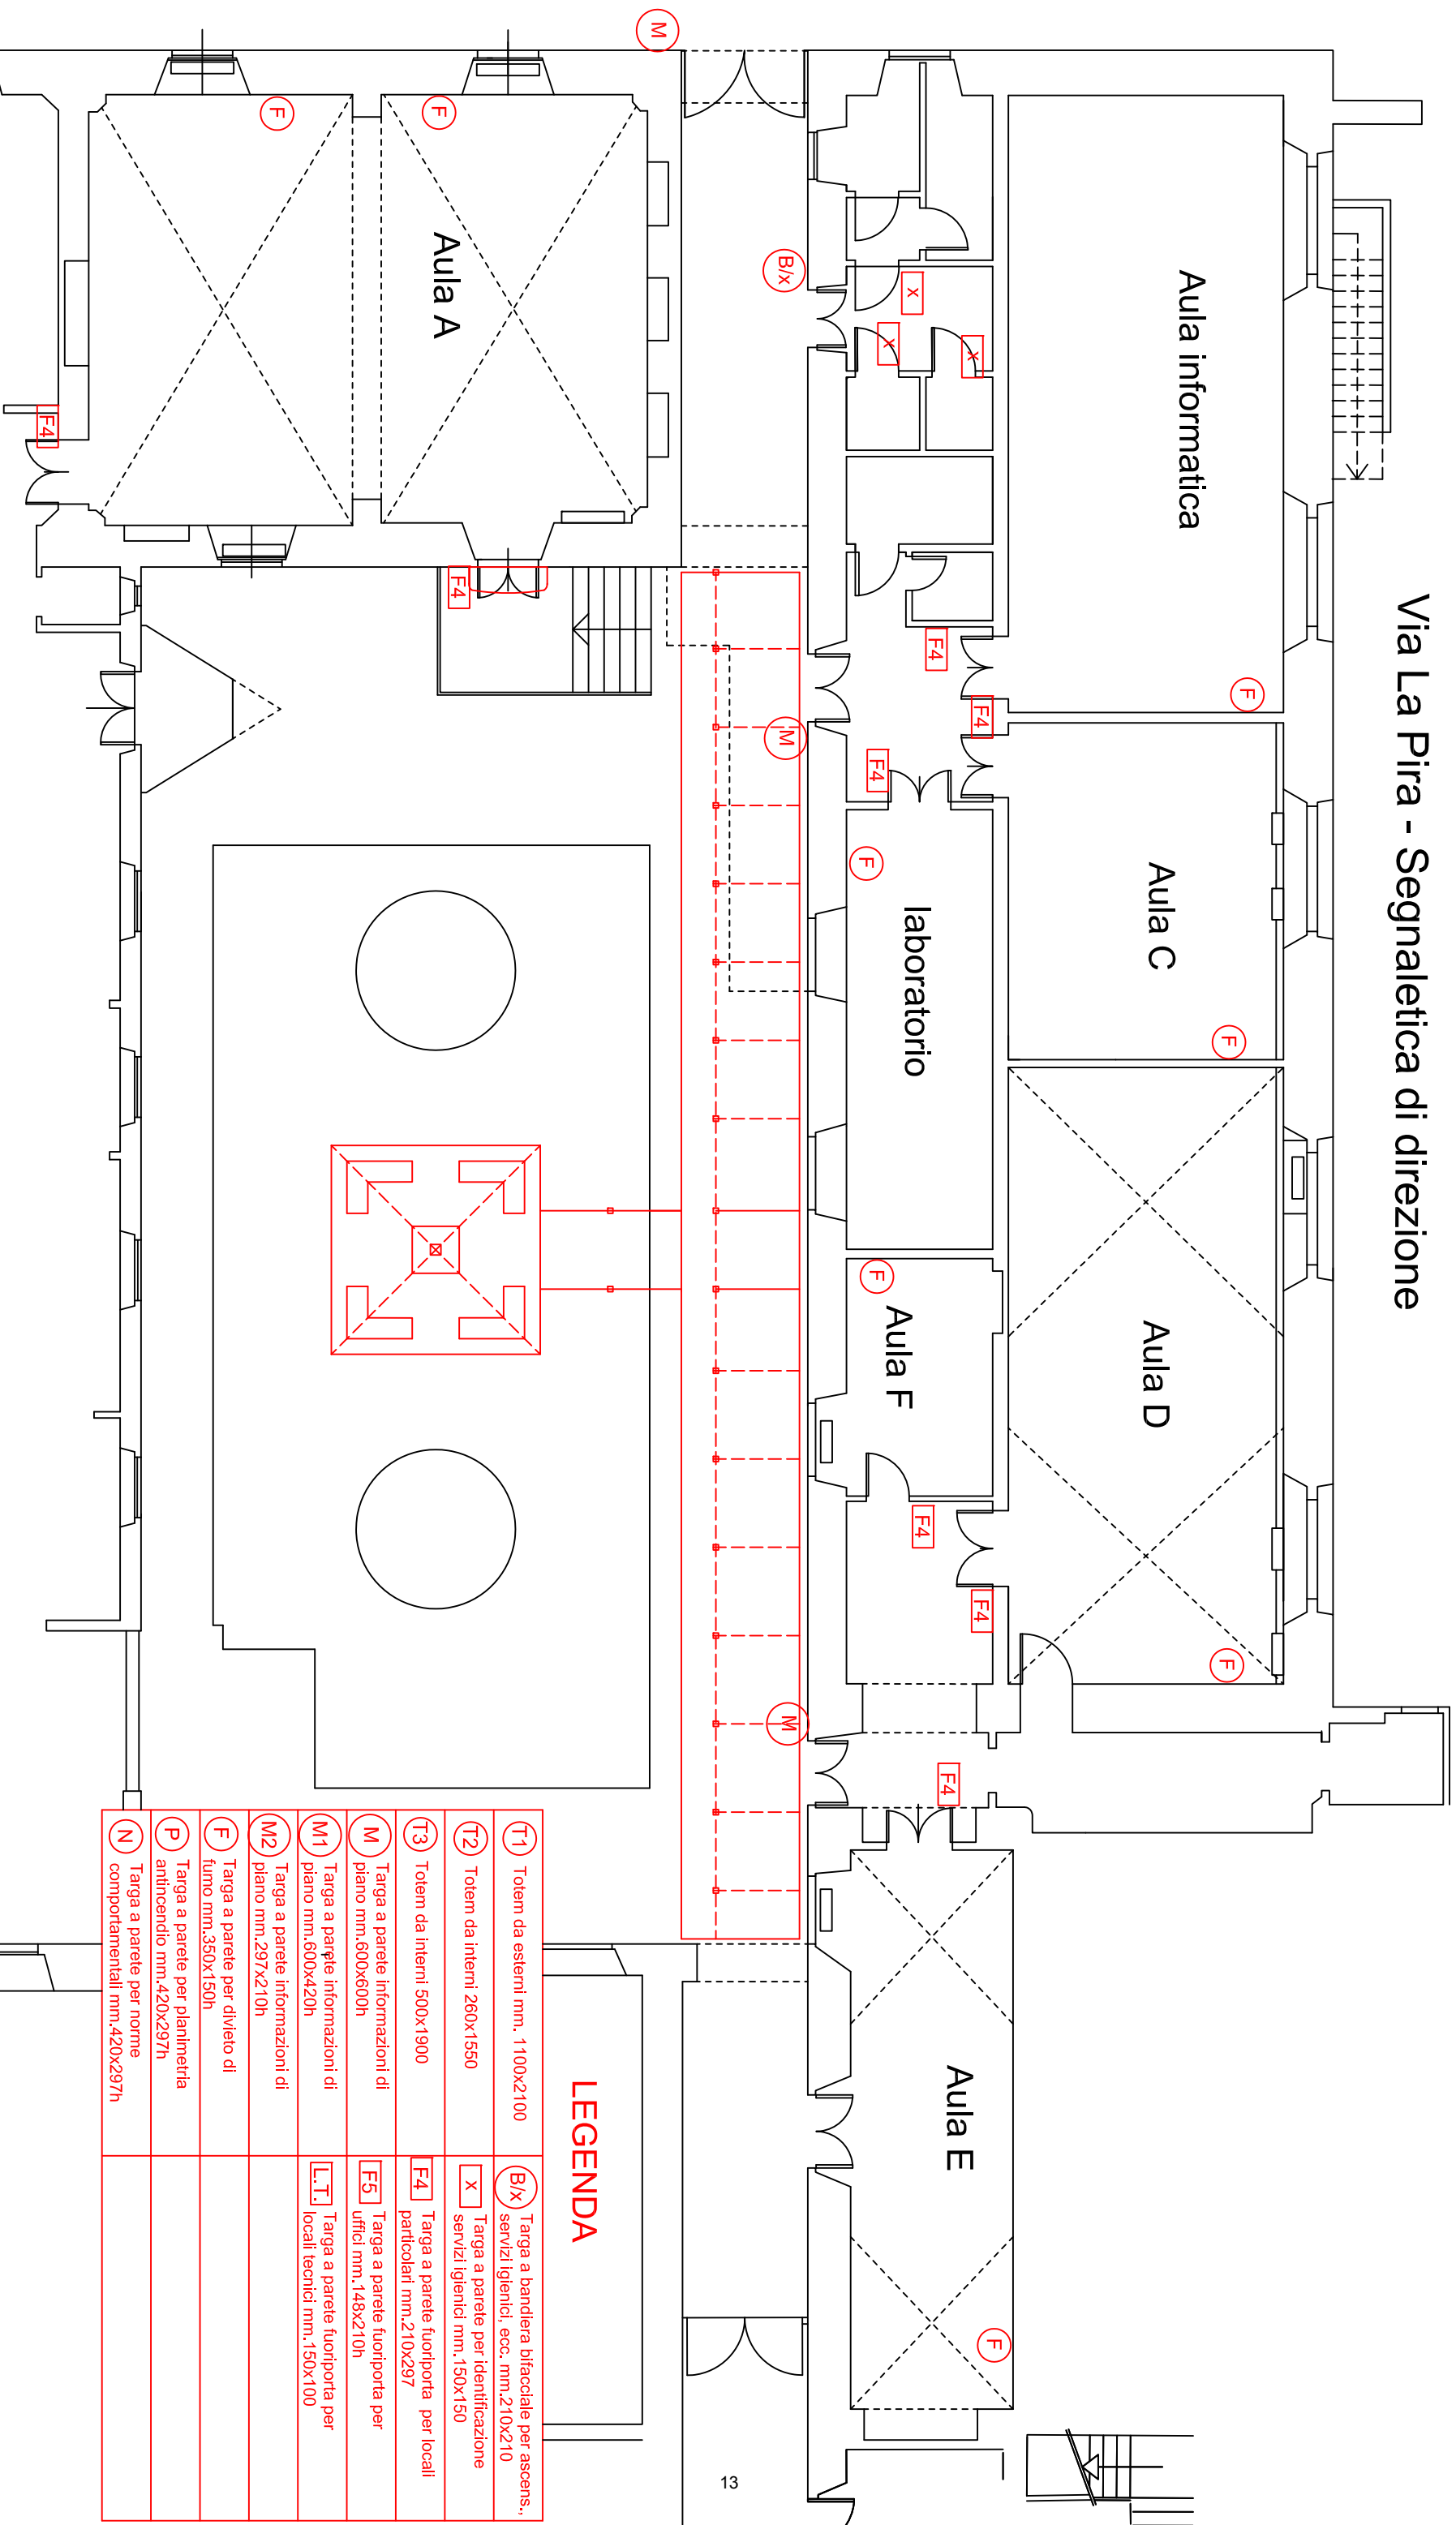 Via La Pira - Segnaletica di direzione
M
F
F
Aula A
B/x
x
x
x
Aula informatica
F4
F4
F4
F
F4
M
F4
F
Aula C
laboratorio
F
F
Aula F
Aula D
F4
F4
F
M
F4
Aula E
F
LEGENDA
T1 Totem da esterni mm. 1100x2100
T2 Totem da interni 260x1550
T3 Totem da interni 500x1900
M Targa a parete informazioni di
piano mm.600x600h
M1 Targa a parete informazioni di
piano mm.600x420h
M2 Targa a parete informazioni di
piano mm.297x210h
F Targa a parete per divieto di
fumo mm.350x150h
P Targa a parete per planimetria
antincendio mm.420x297h
N Targa a parete per norme
comportamentali mm.420x297h
B/x Targa a bandiera bifacciale per ascens.,
servizi igienici, ecc. mm.210x210
x Targa a parete per identificazione
servizi igienici mm.150x150
F4 Targa a parete fuoriporta per locali
particolari mm.210x297
F5 Targa a parete fuoriporta per
uffici mm.148x210h
L.T. Targa a parete fuoriporta per
locali tecnici mm.150x100
13